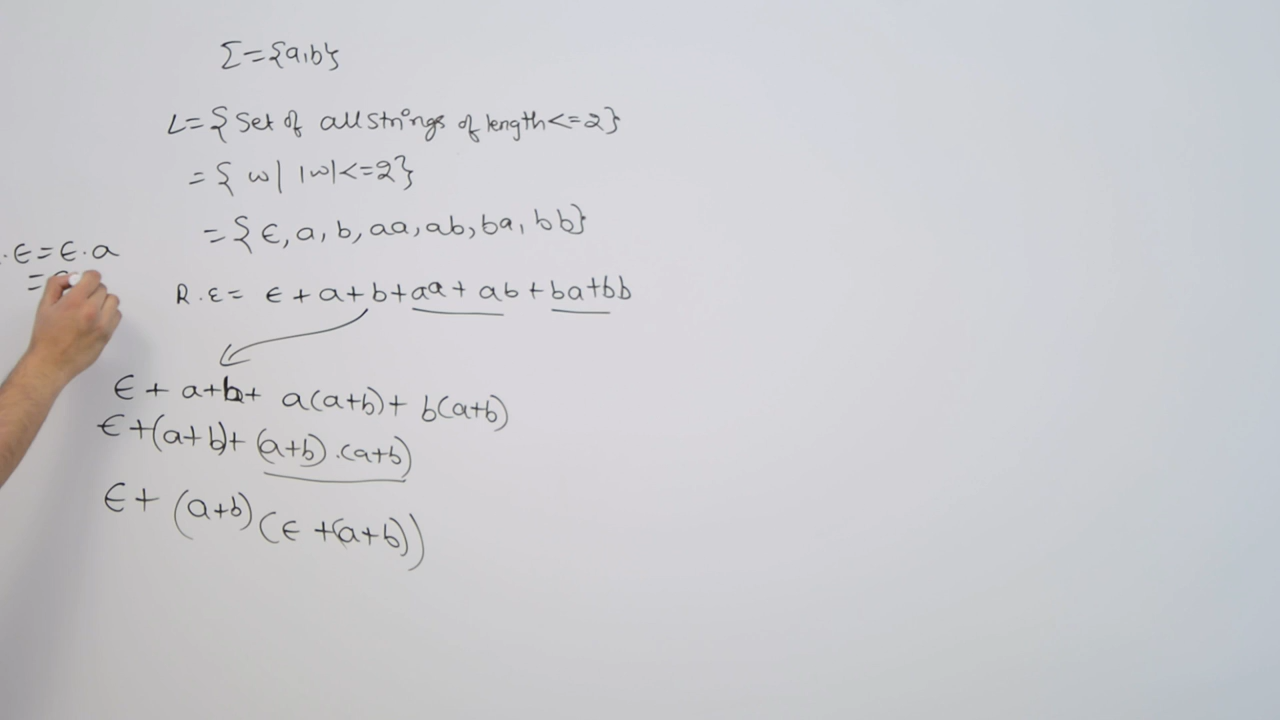 Σ={a,b}
L={Set of all strings of length<=2}
={ w| |w|<=2}
={ϵ, a, b, aa, ab, ba, bb}
.ϵ=ϵ.a
=
R.ε= ϵ + a + b + aa + ab + ba + bb
ϵ + a+b+ a(a+b)+ b(a+b)
ϵ+(a+b)+ (a+b).(a+b)
ϵ+ (a+b)(ϵ +(a+b))